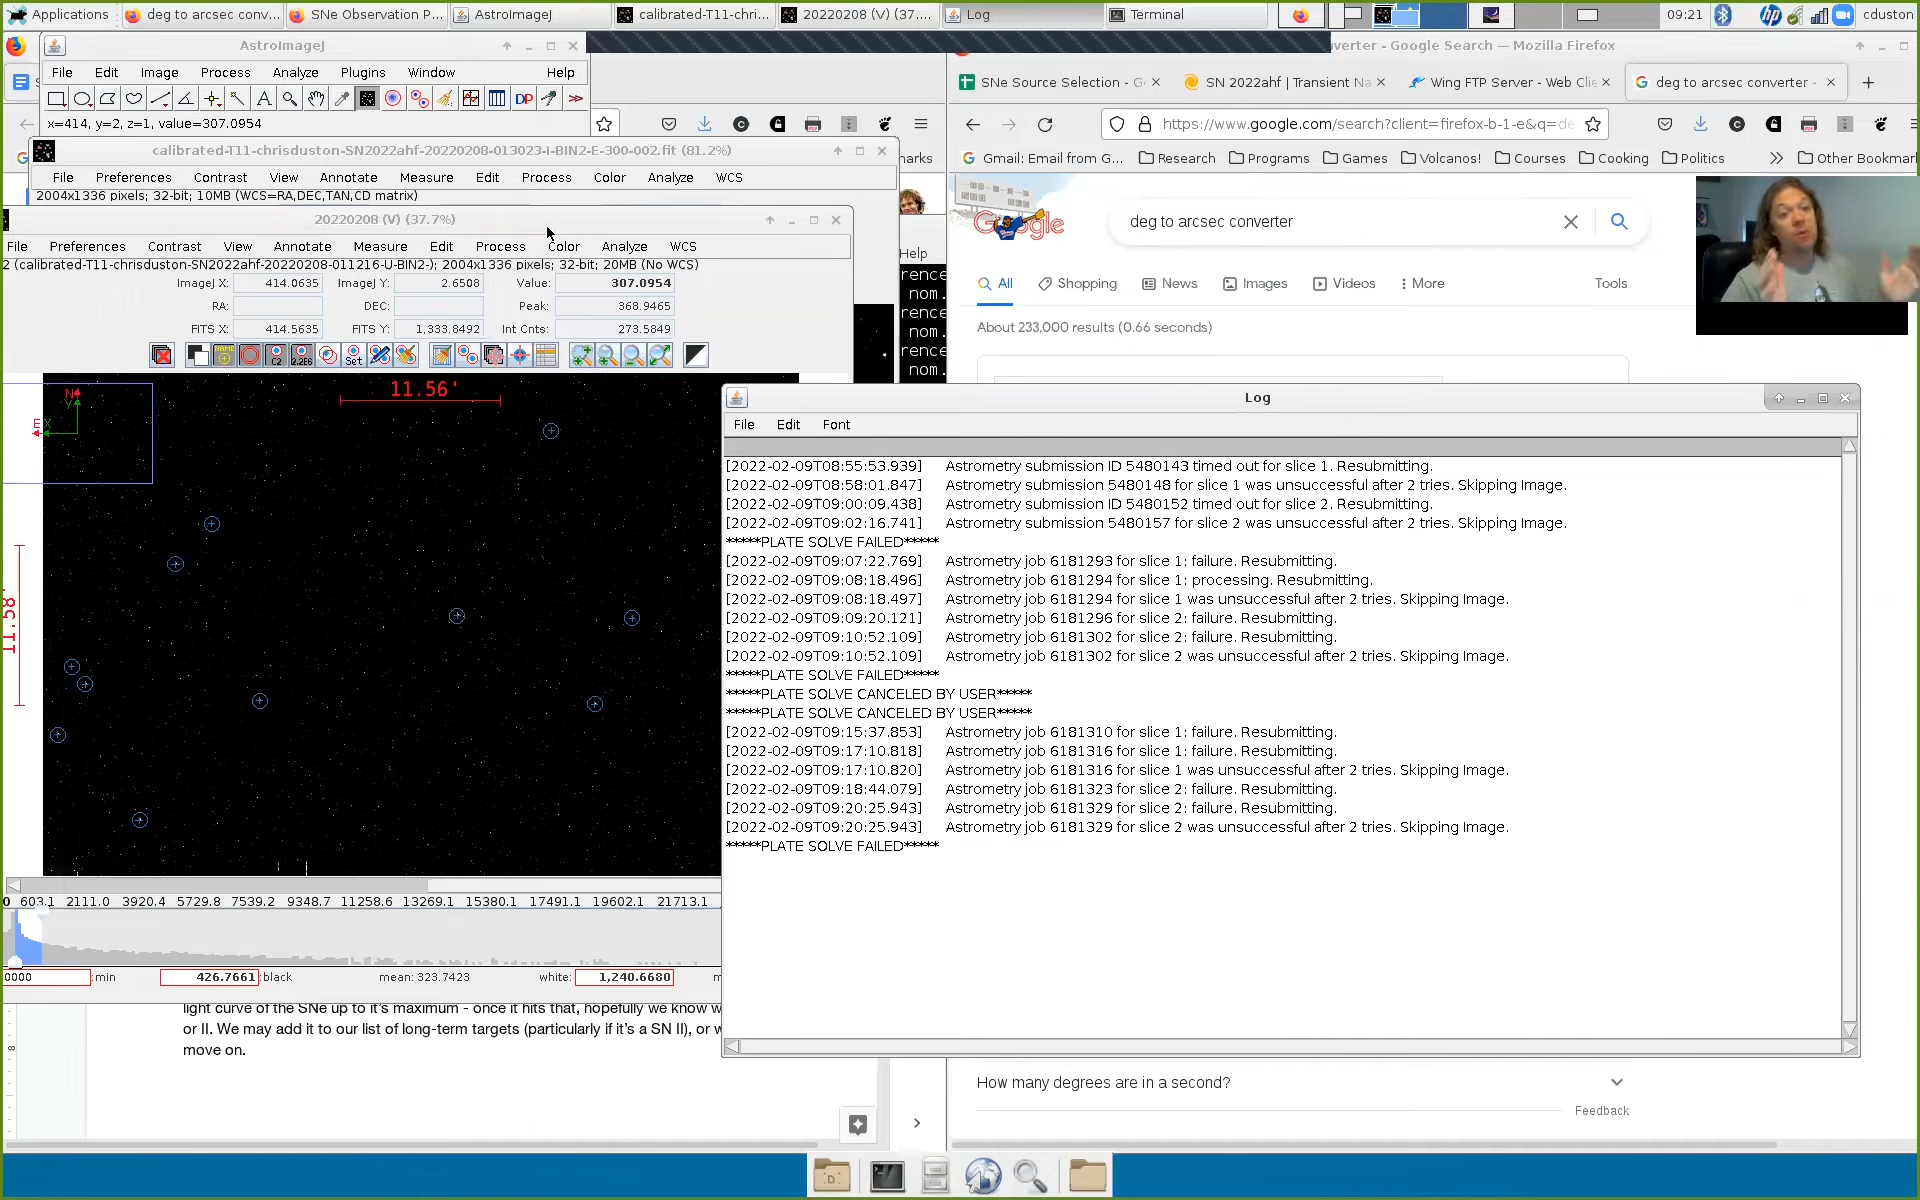 Applications
deg to arcsec conv...
SNe Observation P...
AstroImageJ
calibrated-T11-chri...
20220208 (V) (37....
Log
Terminal
09:21
cduston
AstroImageJ
File Edit Image Process Analyze Plugins Window Help
DP
x=414, y=2, z=1, value=307.0954
calibrated-T11-chrisduston-SN2022ahf-20220208-013023-I-BIN2-E-300-002.fit (81.2%)
File Preferences Contrast View Annotate Measure Edit Process Color Analyze WCS
2004x1336 pixels; 32-bit; 10MB (WCS=RA,DEC,TAN,CD matrix)
20220208 (V) (37.7%)
File Preferences Contrast View Annotate Measure Edit Process Color Analyze WCS
2 (calibrated-T11-chrisduston-SN2022ahf-20220208-011216-U-BIN2-); 2004x1336 pixels; 32-bit; 20MB (No WCS)
ImageJ X: 414.0635 ImageJ Y: 2.6508 Value: 307.0954
RA: DEC: Peak: 368.9465
FITS X: 414.5635 FITS Y: 1,333.8492 Int Cnts: 273.5849
NAME C2 2.2E6 Set
11.56'
N
Y
E X
11.58'
0 603.1 2111.0 3920.4 5729.8 7539.2 9348.7 11258.6 13269.1 15380.1 17491.1 19602.1 21713.1
0000 :min 426.7661 :black mean: 323.7423 white: 1,240.6680 m
light curve of the SNe up to it's maximum - once it hits that, hopefully we know w
or II. We may add it to our list of long-term targets (particularly if it's a SN II), or w
move on.
arks
Help
rence
nom.
rence
nom.
rence
nom.
verter - Google Search — Mozilla Firefox
SNe Source Selection - G
SN 2022ahf | Transient Na
Wing FTP Server - Web Clie
deg to arcsec converter -
https://www.google.com/search?client=firefox-b-1-e&q=de
Gmail: Email from G... Research Programs Games Volcanos! Courses Cooking Politics Other Bookmar
Google
deg to arcsec converter
All Shopping News Images Videos More Tools
About 233,000 results (0.66 seconds)
Log
File Edit Font
[2022-02-09T08:55:53.939] Astrometry submission ID 5480143 timed out for slice 1. Resubmitting.
[2022-02-09T08:58:01.847] Astrometry submission 5480148 for slice 1 was unsuccessful after 2 tries. Skipping Image.
[2022-02-09T09:00:09.438] Astrometry submission ID 5480152 timed out for slice 2. Resubmitting.
[2022-02-09T09:02:16.741] Astrometry submission 5480157 for slice 2 was unsuccessful after 2 tries. Skipping Image.
*****PLATE SOLVE FAILED*****
[2022-02-09T09:07:22.769] Astrometry job 6181293 for slice 1: failure. Resubmitting.
[2022-02-09T09:08:18.496] Astrometry job 6181294 for slice 1: processing. Resubmitting.
[2022-02-09T09:08:18.497] Astrometry job 6181294 for slice 1 was unsuccessful after 2 tries. Skipping Image.
[2022-02-09T09:09:20.121] Astrometry job 6181296 for slice 2: failure. Resubmitting.
[2022-02-09T09:10:52.109] Astrometry job 6181302 for slice 2: failure. Resubmitting.
[2022-02-09T09:10:52.109] Astrometry job 6181302 for slice 2 was unsuccessful after 2 tries. Skipping Image.
*****PLATE SOLVE FAILED*****
*****PLATE SOLVE CANCELED BY USER*****
*****PLATE SOLVE CANCELED BY USER*****
[2022-02-09T09:15:37.853] Astrometry job 6181310 for slice 1: failure. Resubmitting.
[2022-02-09T09:17:10.818] Astrometry job 6181316 for slice 1: failure. Resubmitting.
[2022-02-09T09:17:10.820] Astrometry job 6181316 for slice 1 was unsuccessful after 2 tries. Skipping Image.
[2022-02-09T09:18:44.079] Astrometry job 6181323 for slice 2: failure. Resubmitting.
[2022-02-09T09:20:25.943] Astrometry job 6181329 for slice 2: failure. Resubmitting.
[2022-02-09T09:20:25.943] Astrometry job 6181329 for slice 2 was unsuccessful after 2 tries. Skipping Image.
*****PLATE SOLVE FAILED*****
How many degrees are in a second?
Feedback